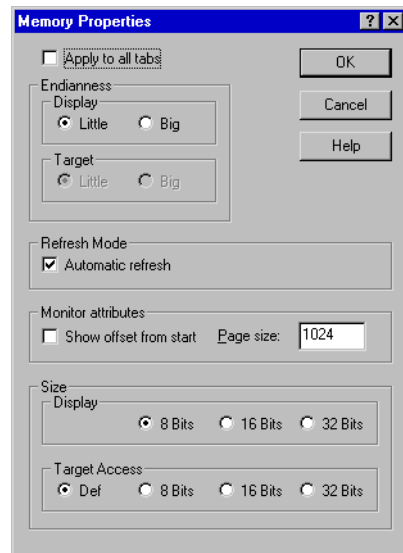 Memory Properties
Apply to all tabs
OK
Endianness
Display
Little Big
Cancel
Help
Target
Little Big
Refresh Mode
Automatic refresh
Monitor attributes
Show offset from start Page size: 1024
Size
Display
8 Bits 16 Bits 32 Bits
Target Access
Def 8 Bits 16 Bits 32 Bits